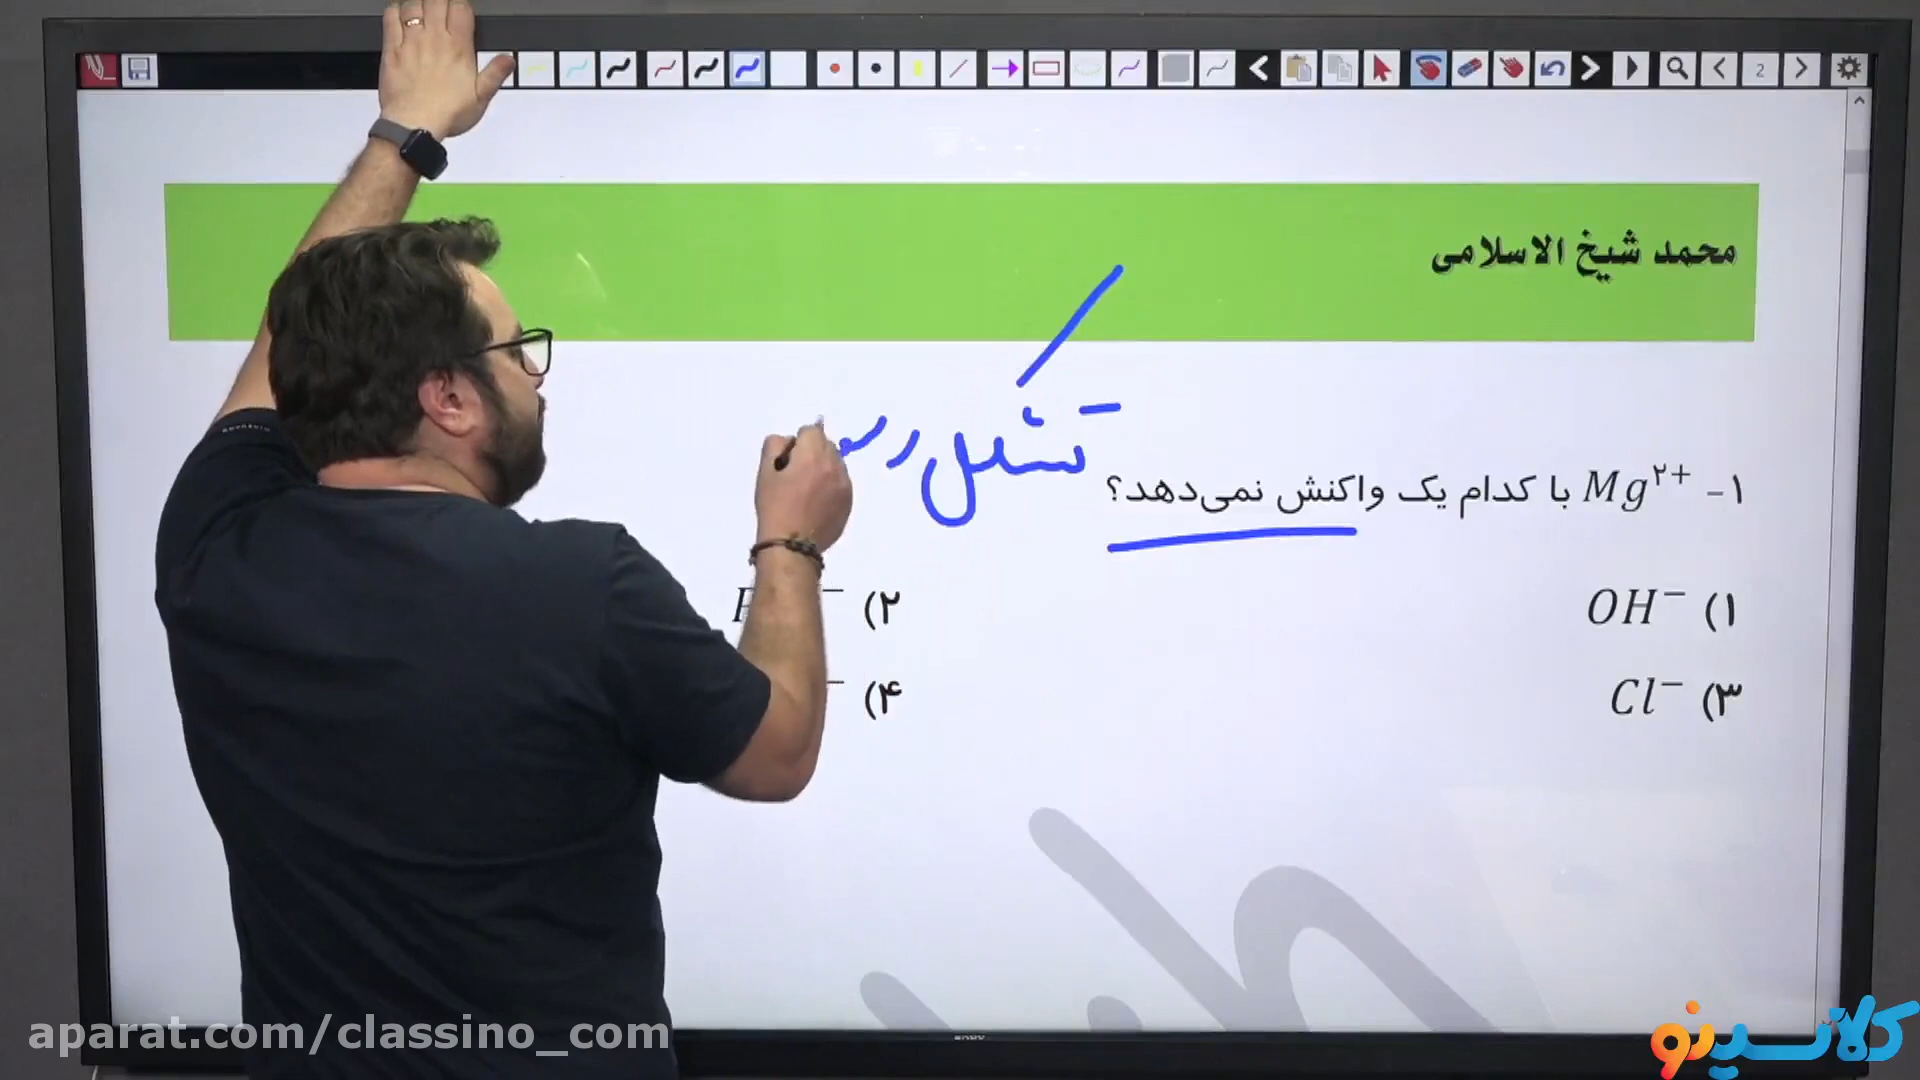 2
محمد شیخ الاسلامی
تشکیل رسو
۱- Mg²⁺ با کدام یک واکنش نمی‌دهد؟
۱) OH⁻
۲) ⁻
۳) Cl⁻
۴) ⁻
aparat.com/classino_com
کلاسینو